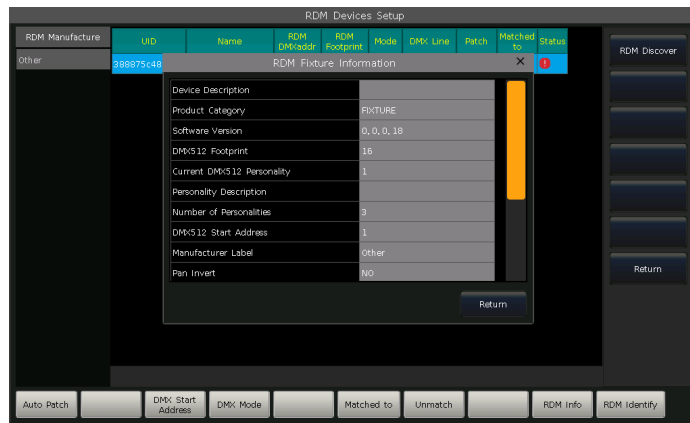 RDM Devices Setup
RDM Manufacture
Other
UID
Name
RDM
DMXaddr
RDM
Footprint
Mode
DMX Line
Patch
Matched
to
Status
388875c48
RDM Fixture Information
Device Description
Product Category
FIXTURE
Software Version
0, 0, 0, 18
DMX512 Footprint
16
Current DMX512 Personality
1
Personality Description
Number of Personalities
3
DMX512 Start Address
1
Manufacturer Label
Other
Pan Invert
NO
Return
RDM Discover
Return
Auto Patch
DMX Start
Address
DMX Mode
Matched to
Unmatch
RDM Info
RDM Identify